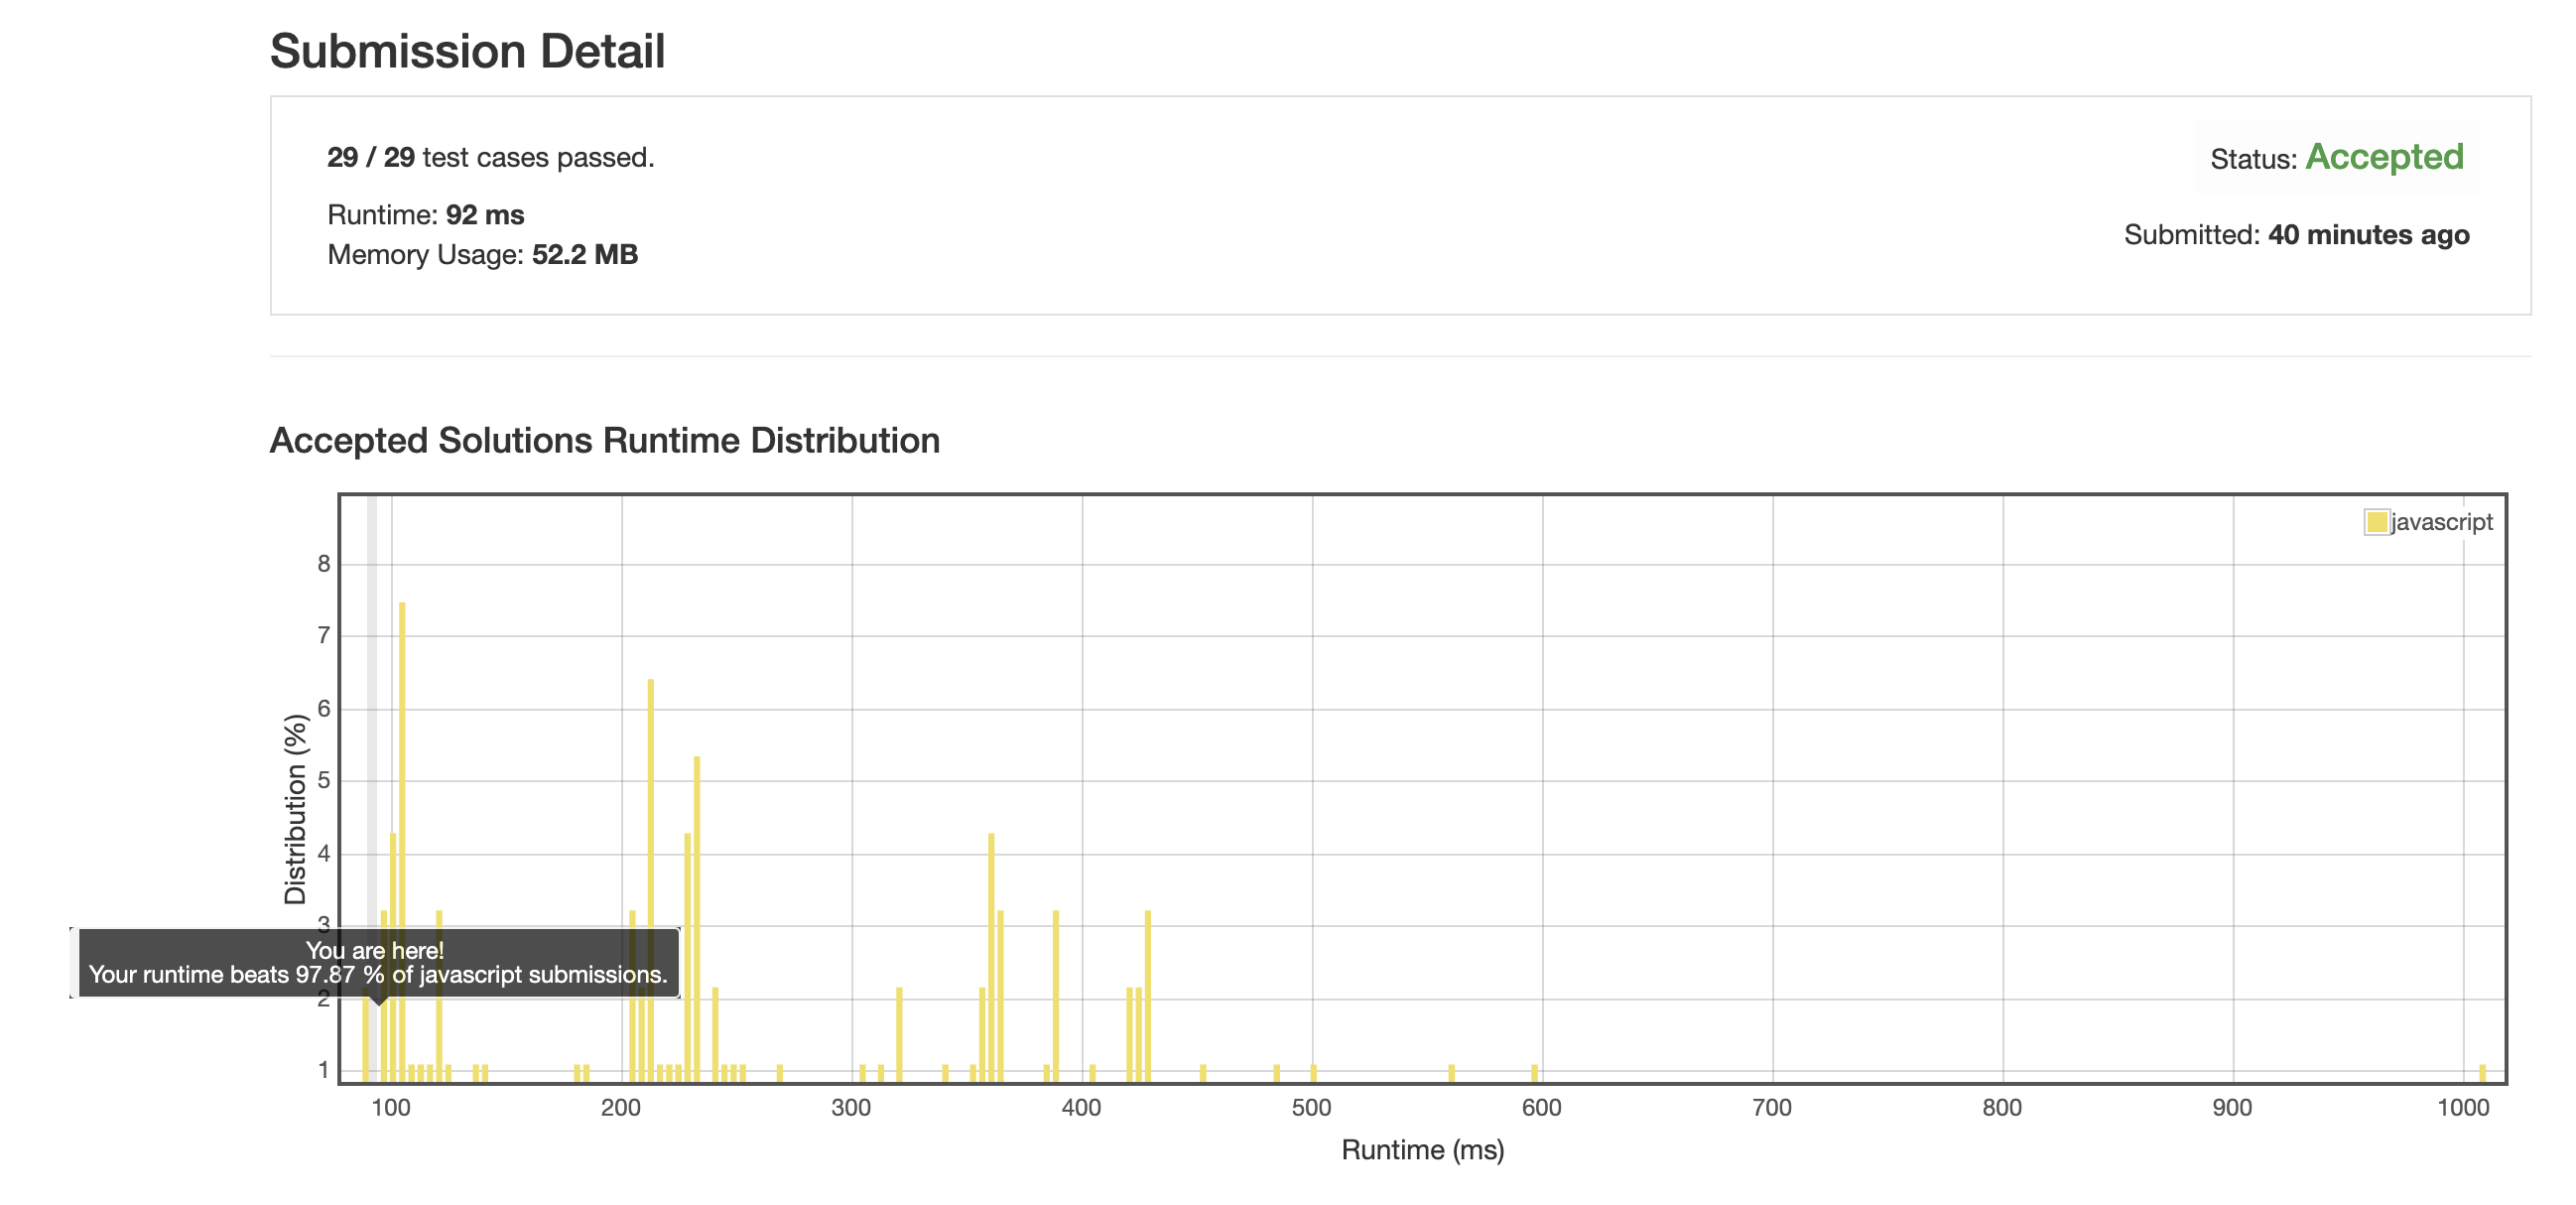 Submission Detail
29 / 29 test cases passed.
Status: Accepted
Runtime: 92 ms
Memory Usage: 52.2 MB
Submitted: 40 minutes ago
Accepted Solutions Runtime Distribution
javascript
8
7
6
5
4
3
2
1
Distribution (%)
You are here!
Your runtime beats 97.87 % of javascript submissions.
100 200 300 400 500 600 700 800 900 1000
Runtime (ms)